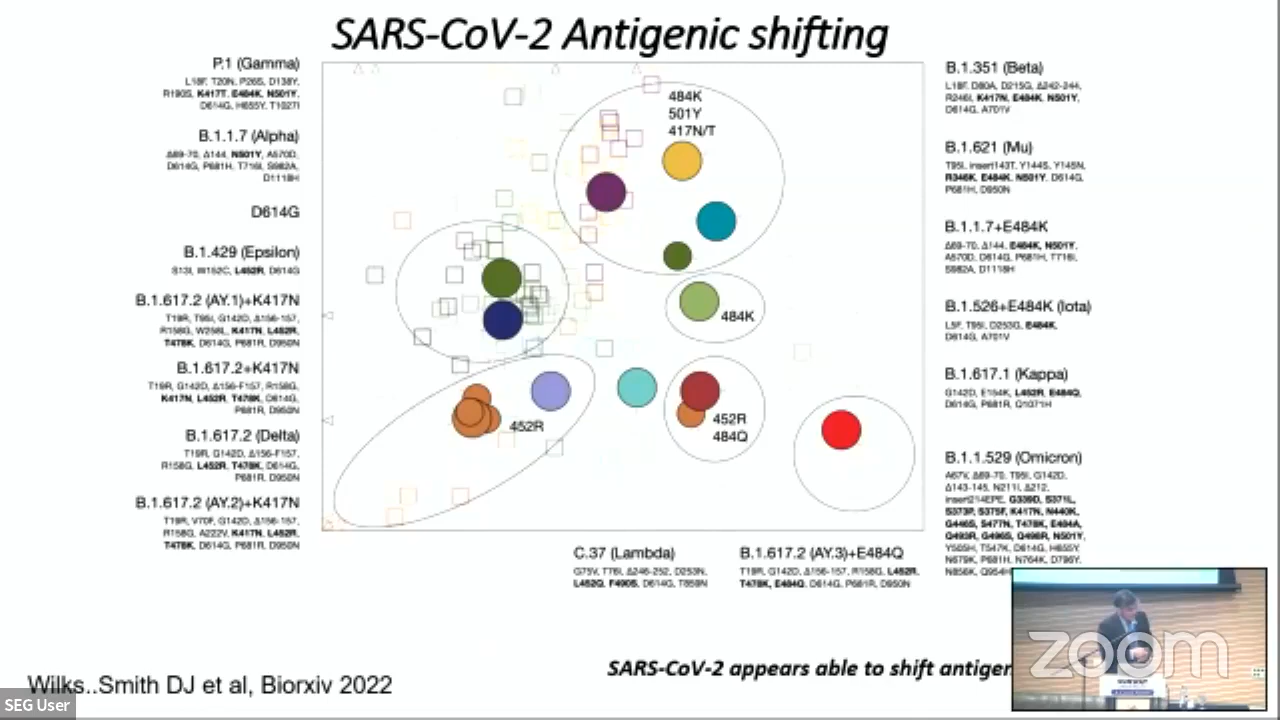 SARS-CoV-2 Antigenic shifting
P.1 (Gamma)
L18F, T20N, P26S, D138Y,
R190S, K417T, E484K, N501Y,
D614G, H655Y, T1027I
B.1.1.7 (Alpha)
Δ69-70, Δ144, N501Y, A570D,
D614G, P681H, T716I, S982A,
D1118H
D614G
B.1.429 (Epsilon)
S13I, W152C, L452R, D614G
B.1.617.2 (AY.1)+K417N
T19R, T95I, G142D, Δ156-157,
R158G, W258L, K417N, L452R,
T478K, D614G, P681R, D950N
B.1.617.2+K417N
T19R, G142D, Δ156-F157, R158G,
K417N, L452R, T478K, D614G,
P681R, D950N
B.1.617.2 (Delta)
T19R, G142D, Δ156-F157,
R158G, L452R, T478K, D614G,
P681R, D950N
B.1.617.2 (AY.2)+K417N
T19R, V70F, G142D, Δ156-157,
R158G, A222V, K417N, L452R,
T478K, D614G, P681R, D950N
484K
501Y
417N/T
484K
452R
452R
484Q
B.1.351 (Beta)
L18F, D80A, D215G, Δ242-244,
R246I, K417N, E484K, N501Y,
D614G, A701V
B.1.621 (Mu)
T95I, insert143T, Y144S, Y145N,
R346K, E484K, N501Y, D614G,
P681H, D950N
B.1.1.7+E484K
Δ69-70, Δ144, E484K, N501Y,
A570D, D614G, P681H, T716I,
S982A, D1118H
B.1.526+E484K (Iota)
L5F, T95I, D253G, E484K,
D614G, A701V
B.1.617.1 (Kappa)
G142D, E154K, L452R, E484Q,
D614G, P681R, Q1071H
B.1.1.529 (Omicron)
A67V, Δ69-70, T95I, G142D,
Δ143-145, N211I, Δ212,
insert214EPE, G339D, S371L,
S373P, S375F, K417N, N440K,
G446S, S477N, T478K, E484A,
Q493R, G496S, Q498R, N501Y,
Y505H, T547K, D614G, H655Y,
N679K, P681H, N764K, D796Y,
N856K, Q954H
C.37 (Lambda)
G75V, T76I, Δ246-252, D253N,
L452Q, F490S, D614G, T859N
B.1.617.2 (AY.3)+E484Q
T19R, G142D, Δ156-157, R158G, L452R,
T478K, E484Q, D614G, P681R, D950N
SARS-CoV-2 appears able to shift antigen
Wilks..Smith DJ et al, Biorxiv 2022
SEG User
zoom